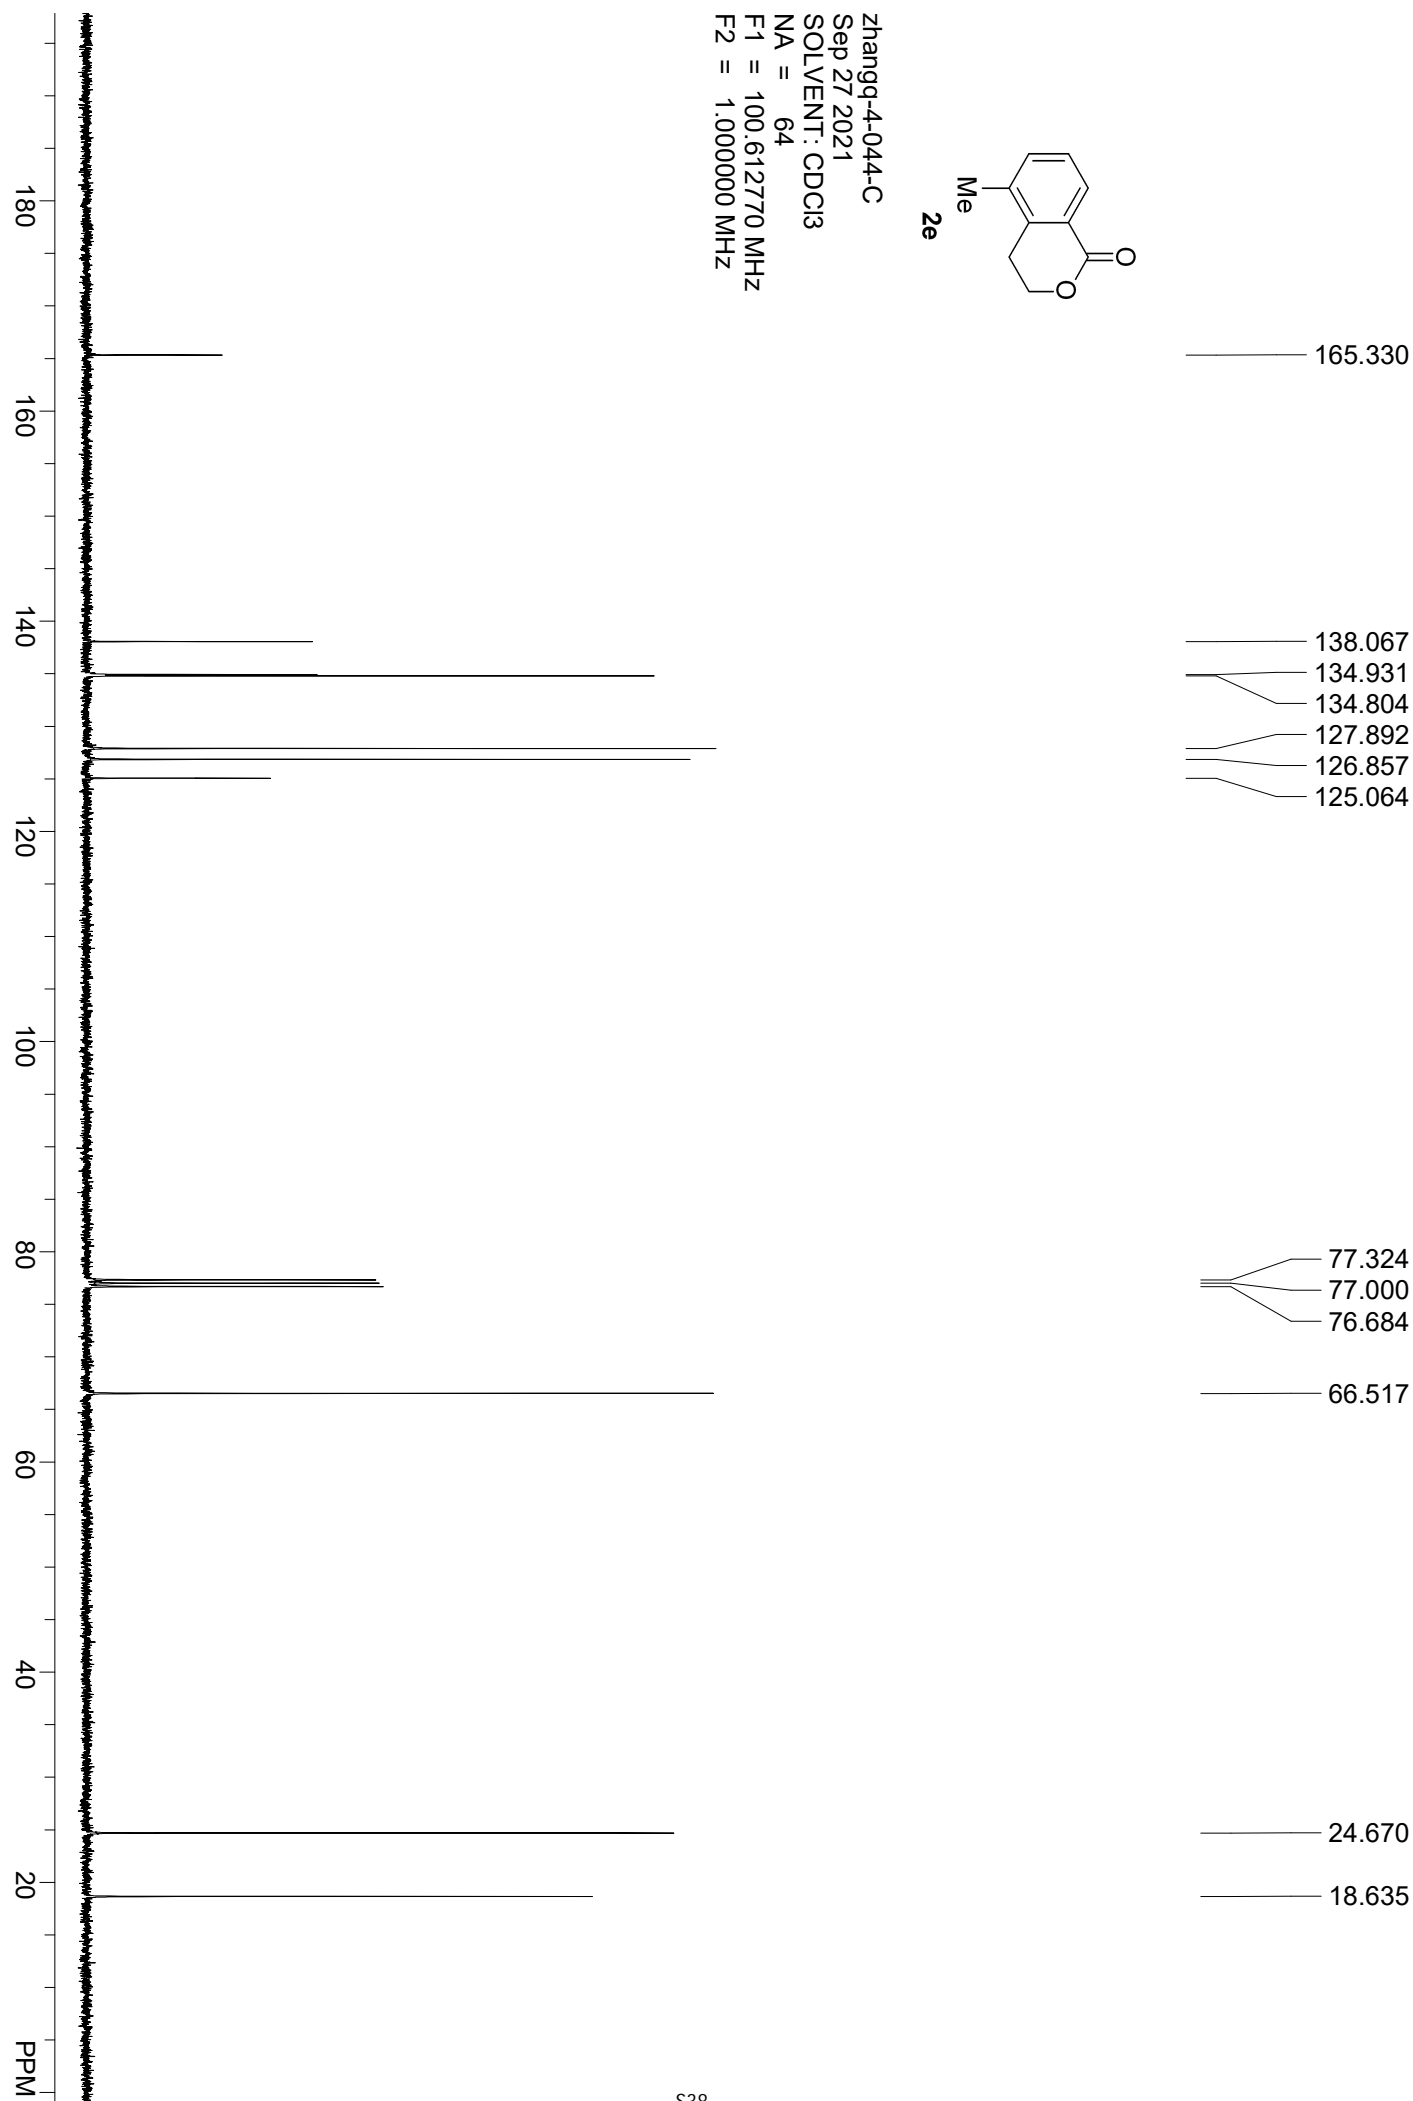 O
O
Me
2e
zhangq-4-044-C
Sep 27 2021
SOLVENT: CDCl3
NA = 64
F1 = 100.612770 MHz
F2 = 1.000000 MHz
165.330
138.067
134.931
134.804
127.892
126.857
125.064
77.324
77.000
76.684
66.517
24.670
18.635
180 160 140 120 100 80 60 40 20 PPM